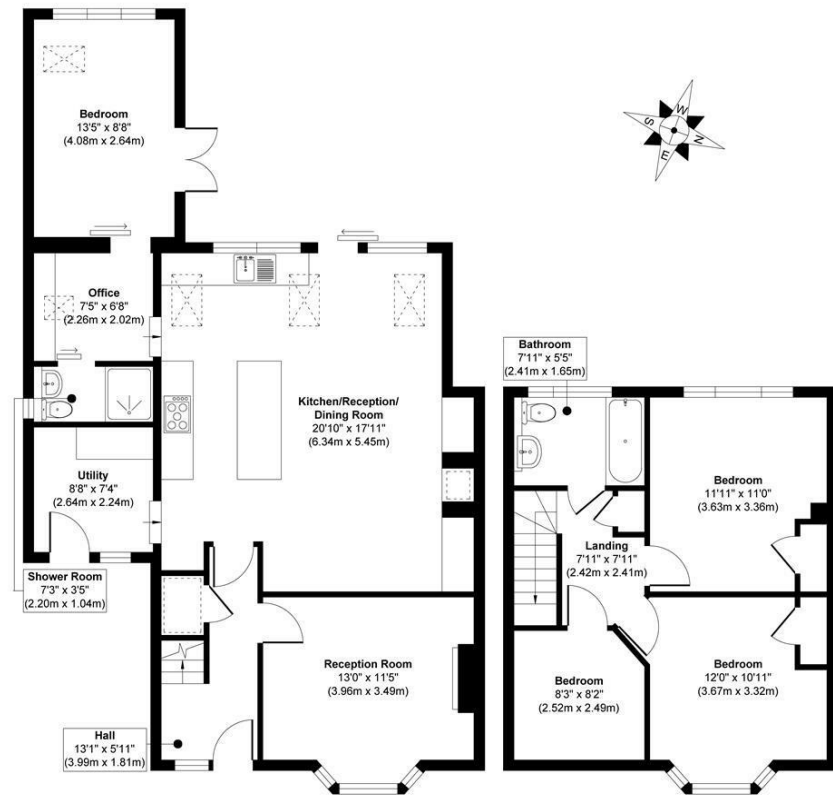 Bedroom
13'5" x 8'8"
(4.08m x 2.64m)
W
N
S
E
Office
7'5" x 6'8"
(2.26m x 2.02m)
Kitchen/Reception/
Dining Room
20'10" x 17'11"
(6.34m x 5.45m)
Utility
8'8" x 7'4"
(2.64m x 2.24m)
Shower Room
7'3" x 3'5"
(2.20m x 1.04m)
Reception Room
13'0" x 11'5"
(3.96m x 3.49m)
Hall
13'1" x 5'11"
(3.99m x 1.81m)
Bathroom
7'11" x 5'5"
(2.41m x 1.65m)
Bedroom
11'11" x 11'0"
(3.63m x 3.36m)
Landing
7'11" x 7'11"
(2.42m x 2.41m)
Bedroom
8'3" x 8'2"
(2.52m x 2.49m)
Bedroom
12'0" x 10'11"
(3.67m x 3.32m)